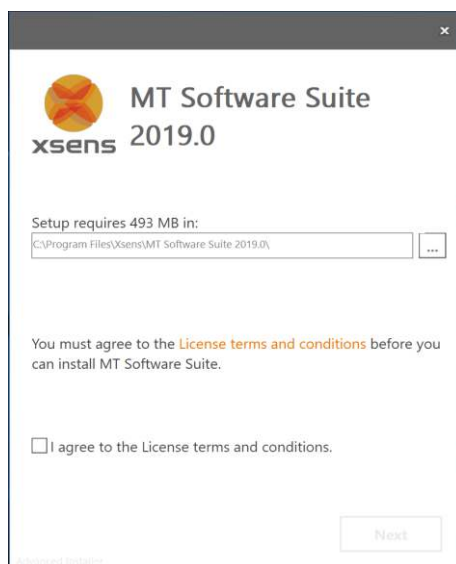 ×
MT Software Suite
2019.0
xsens
Setup requires 493 MB in:
C:\Program Files\Xsens\MT Software Suite 2019.0\
...
You must agree to the License terms and conditions before you
can install MT Software Suite.
I agree to the License terms and conditions.
Next
Advanced Installer